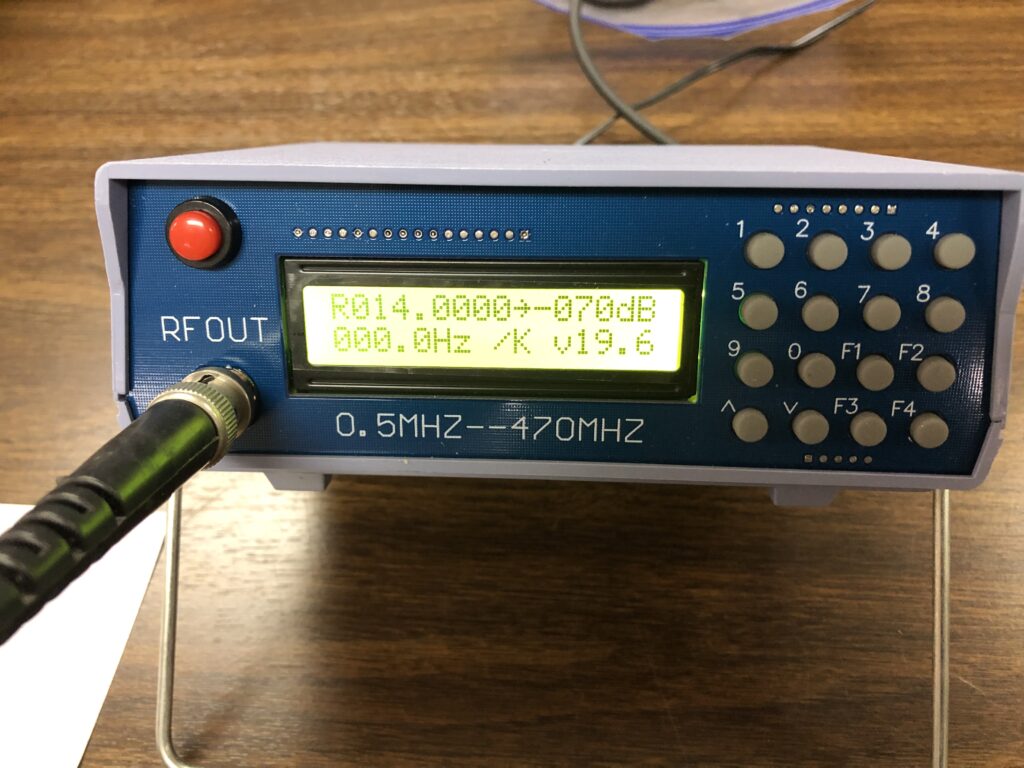 1 2 3 4
R014.0000→-070dB
5 6 7 8
RFOUT
000.0Hz /K v19.6
9 0 F1 F2
0.5MHZ--470MHZ
^ v F3 F4